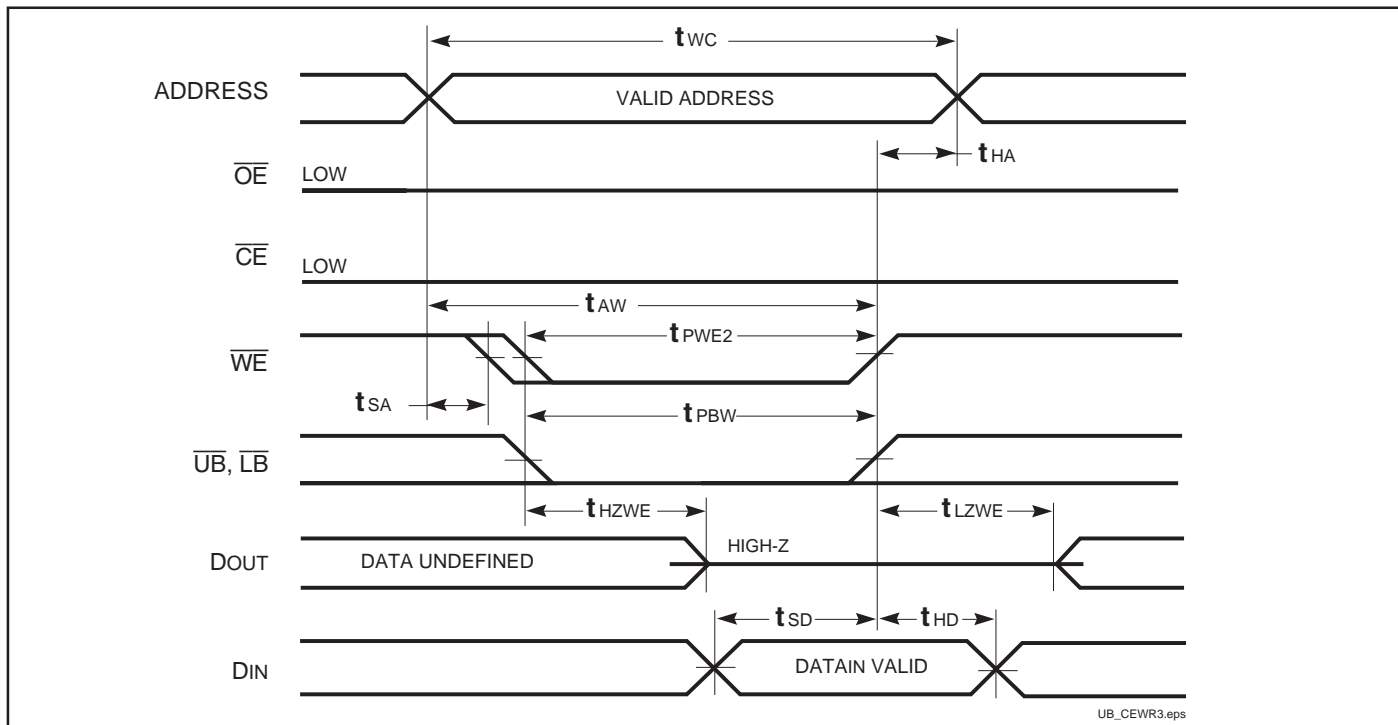 tWC
ADDRESS
VALID ADDRESS
tHA
OE LOW
CE LOW
tAW
WE
tPWE2
tSA
tPBW
UB, LB
tHZWE
tLZWE
DOUT
DATA UNDEFINED
HIGH-Z
tSD
tHD
DIN
DATAIN VALID
UB_CEWR3.eps